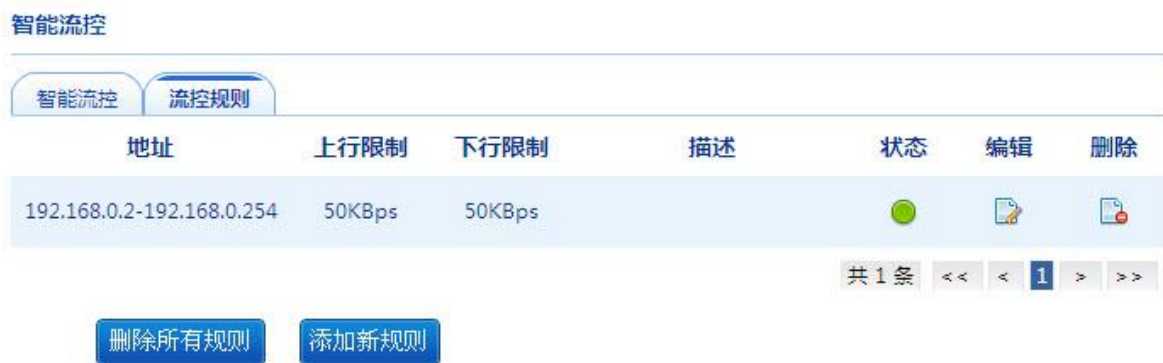 智能流控
智能流控 流控规则
地址 上行限制 下行限制 描述 状态 编辑 删除
192.168.0.2-192.168.0.254 50KBps 50KBps
共 1 条 << < 1 > >>
删除所有规则 添加新规则